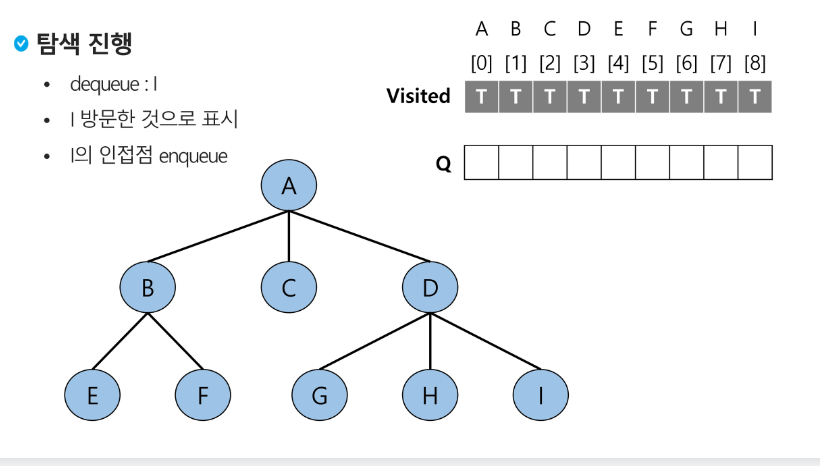 탐색 진행
• dequeue : I
• I 방문한 것으로 표시
• I의 인접점 enqueue
A B C D E F G H I
[0] [1] [2] [3] [4] [5] [6] [7] [8]
Visited T T T T T T T T T
Q
A
B C D
E F G H I